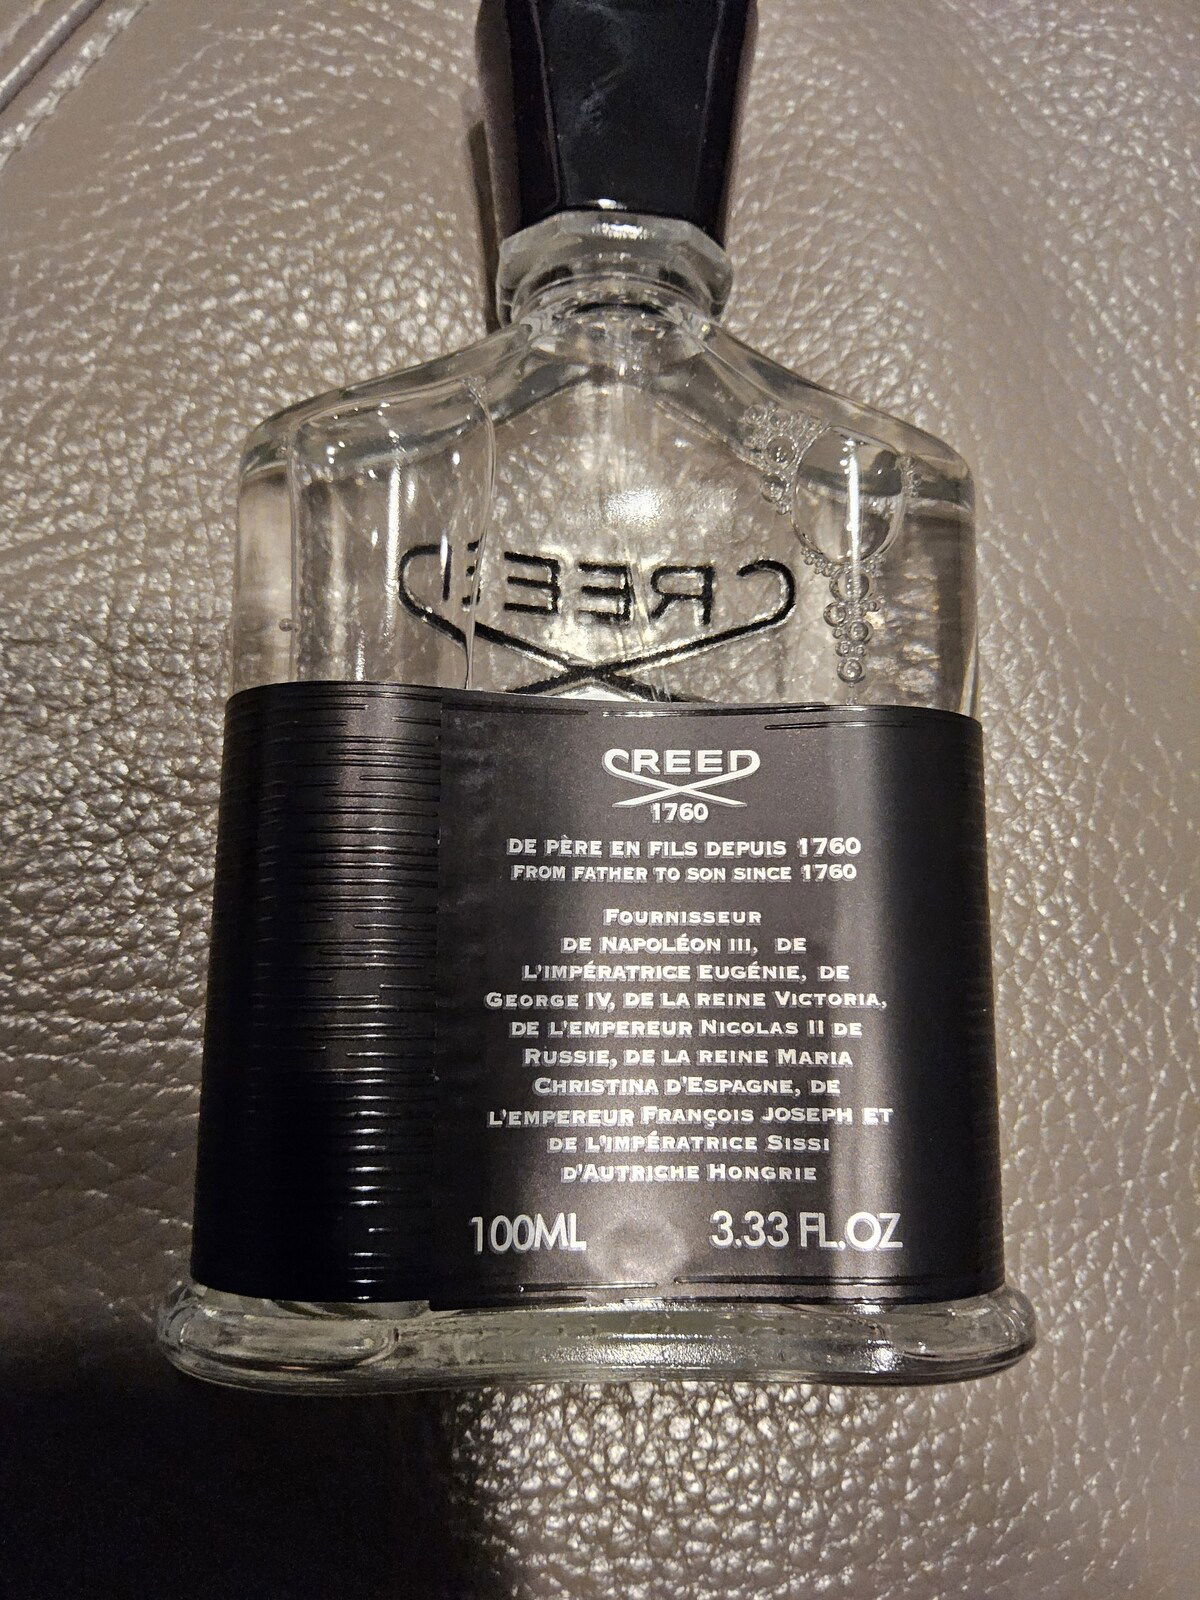 CREED
CREED
1760
DE PÈRE EN FILS DEPUIS 1760
FROM FATHER TO SON SINCE 1760
FOURNISSEUR
DE NAPOLÉON III, DE
L'IMPÉRATRICE EUGÉNIE, DE
GEORGE IV, DE LA REINE VICTORIA,
DE L'EMPEREUR NICOLAS II DE
RUSSIE, DE LA REINE MARIA
CHRISTINA D'ESPAGNE, DE
L'EMPEREUR FRANÇOIS JOSEPH ET
DE L'IMPÉRATRICE SISSI
D'AUTRICHE HONGRIE
100ML 3.33 FL.OZ